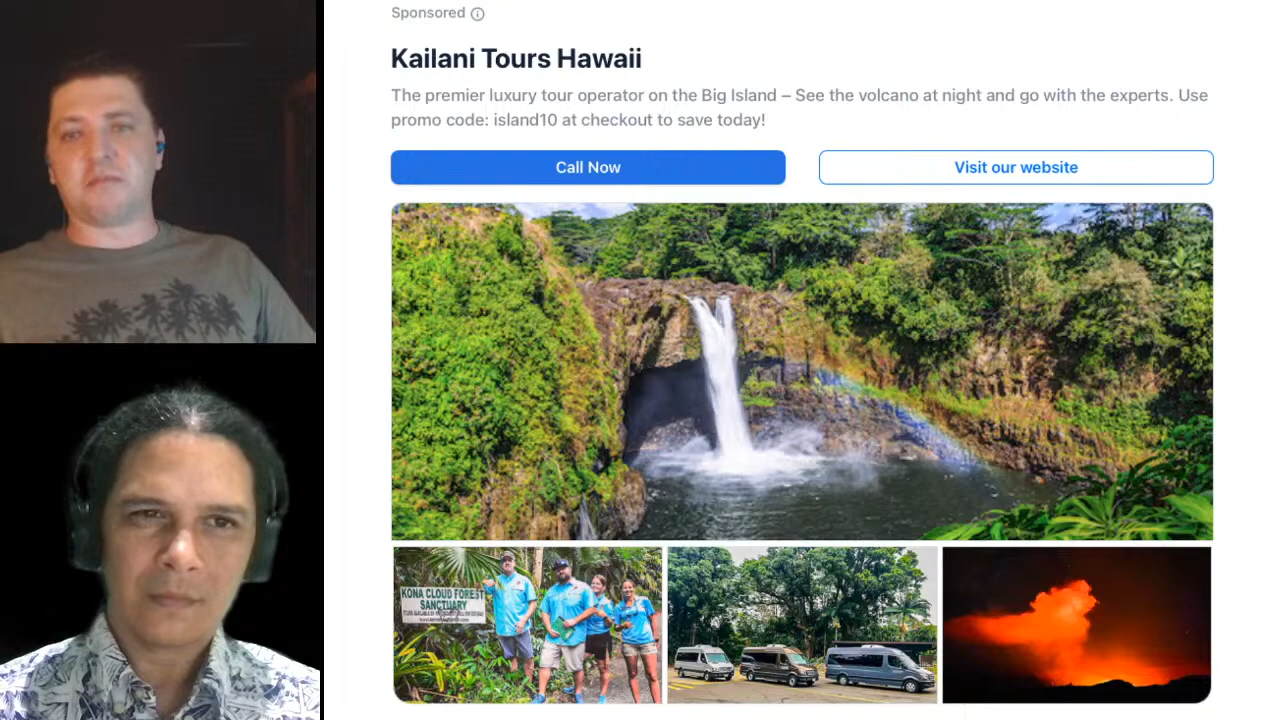 Sponsored
Kailani Tours Hawaii
The premier luxury tour operator on the Big Island – See the volcano at night and go with the experts. Use
promo code: island10 at checkout to save today!
Call Now
Visit our website
KONA CLOUD FOREST
SANCTUARY